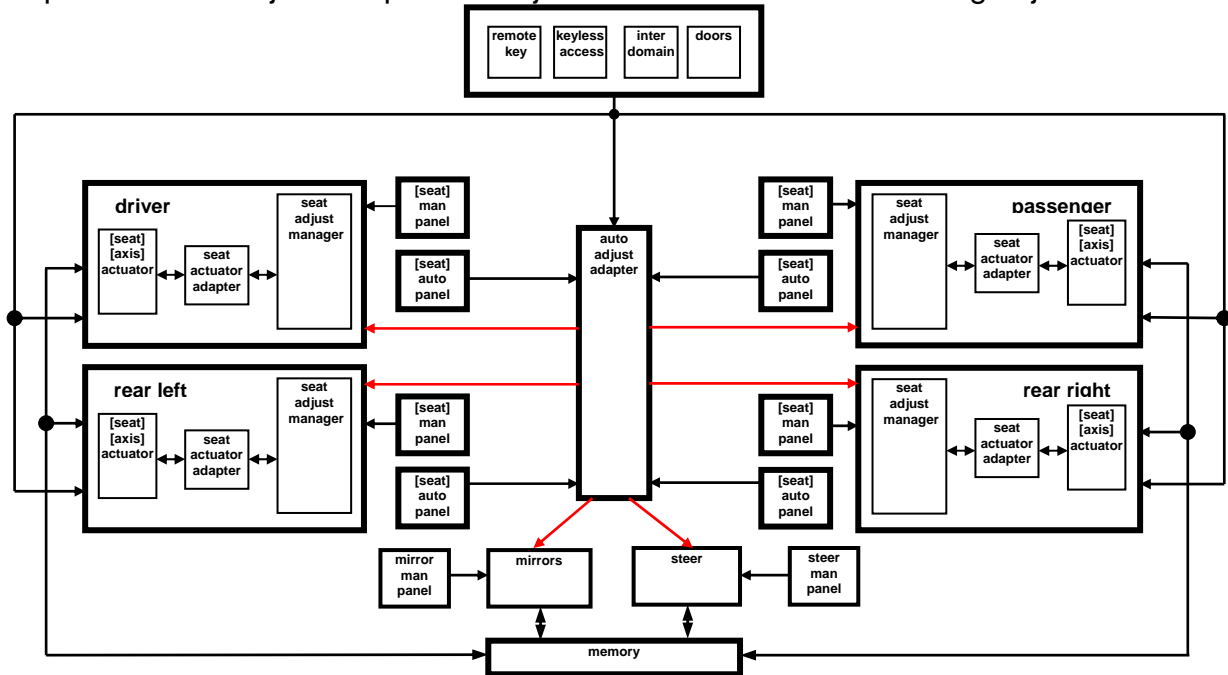 remote
key
keyless
access
inter
domain
doors
driver
[seat]
[axis]
actuator
seat
actuator
adapter
seat
adjust
manager
[seat]
man
panel
[seat]
auto
panel
auto
adjust
adapter
[seat]
man
panel
[seat]
auto
panel
passenger
seat
adjust
manager
seat
actuator
adapter
[seat]
[axis]
actuator
rear left
[seat]
[axis]
actuator
seat
actuator
adapter
seat
adjust
manager
[seat]
man
panel
[seat]
auto
panel
[seat]
man
panel
[seat]
auto
panel
rear right
seat
adjust
manager
seat
actuator
adapter
[seat]
[axis]
actuator
mirror
man
panel
mirrors
steer
steer
man
panel
memory